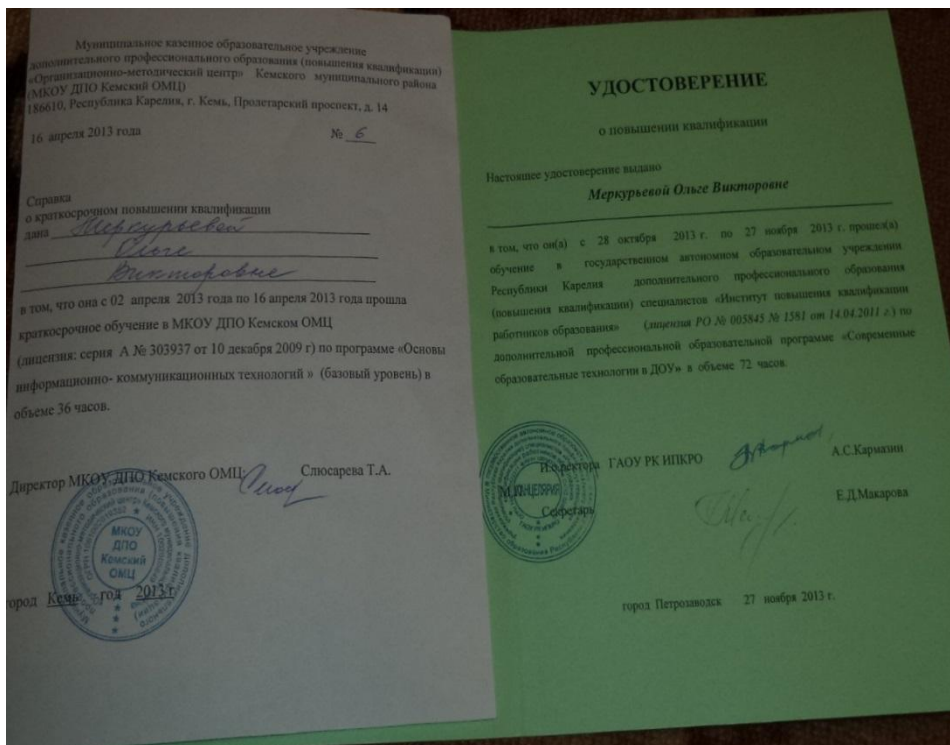 Муниципальное казенное образовательное учреждение
дополнительного профессионального образования (повышения квалификации)
«Организационно-методический центр» Кемского муниципального района
(МКОУ ДПО Кемский ОМЦ)
186610, Республика Карелия, г. Кемь, Пролетарский проспект, д. 14
16 апреля 2013 года № 6
Справка
о краткосрочном повышении квалификации
дана Меркурьевой
Ольге
Викторовне
в том, что она с 02 апреля 2013 года по 16 апреля 2013 года прошла
краткосрочное обучение в МКОУ ДПО Кемском ОМЦ
(лицензия: серия А № 303937 от 10 декабря 2009 г) по программе «Основы
информационно- коммуникационных технологий » (базовый уровень) в
объеме 36 часов.
Директор МКОУ ДПО Кемского ОМЦ: Слюсарева Т.А.
МКОУ
ДПО
Кемский
ОМЦ
город Кемь год 2013 г
УДОСТОВЕРЕНИЕ
о повышении квалификации
Настоящее удостоверение выдано
Меркурьевой Ольге Викторовне
в том, что он(а) с 28 октября 2013 г. по 27 ноября 2013 г. прошел(а)
обучение в государственном автономном образовательном учреждении
Республики Карелия дополнительного профессионального образования
(повышения квалификации) специалистов «Институт повышения квалификации
работников образования» (лицензия РО № 005845 № 1581 от 14.04.2011 г.) по
дополнительной профессиональной образовательной программе «Современные
образовательные технологии в ДОУ» в объеме 72 часов.
И.о.ректора ГАОУ РК ИПКРО А.С.Кармазин
М.П.
КАНЦЕЛЯРИЯ
Секретарь Е.Д.Макарова
город Петрозаводск 27 ноября 2013 г.